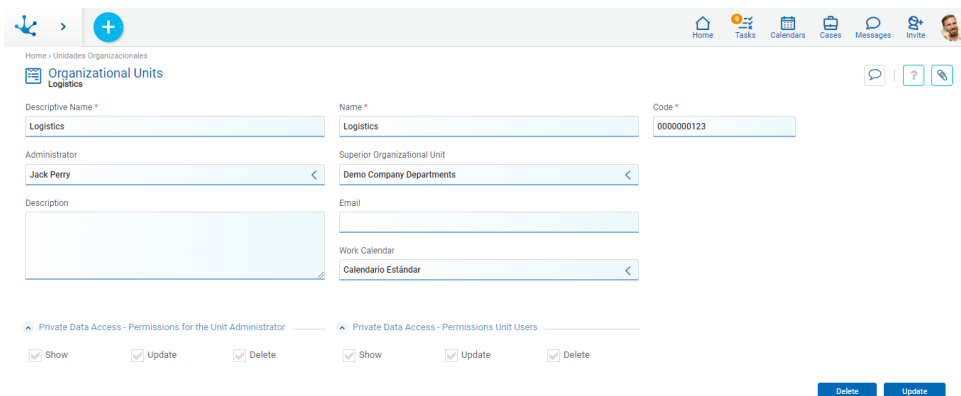 9
Home Tasks Calendars Cases Messages Invite
Home › Unidades Organizacionales
Organizational Units
Logistics
?
Descriptive Name * Name * Code *
Logistics Logistics 0000000123
Administrator Superior Organizational Unit
Jack Perry Demo Company Departments
Description Email
Work Calendar
Calendario Estándar
Private Data Access - Permissions for the Unit Administrator Private Data Access - Permissions Unit Users
Show Update Delete Show Update Delete
Delete Update